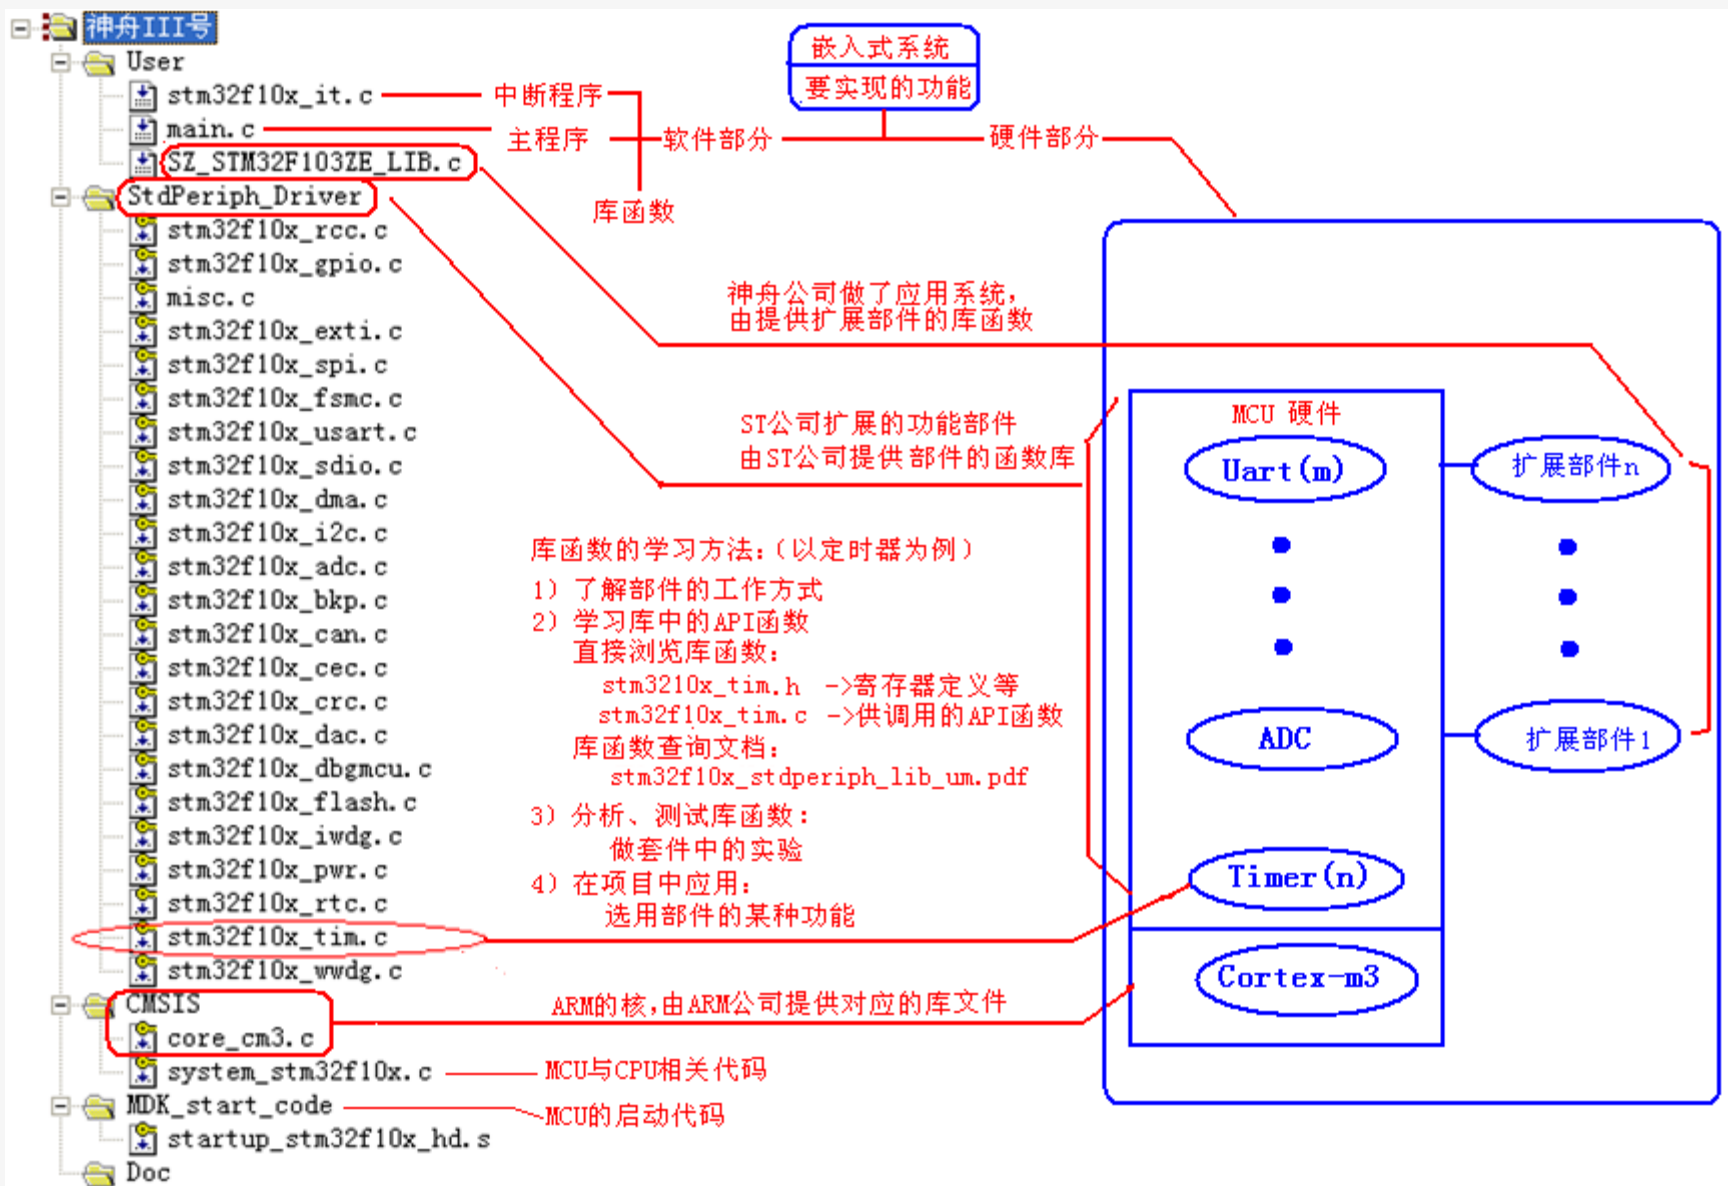 神舟III号
User
stm32f10x_it.c
main.c
SZ_STM32F103ZE_LIB.c
StdPeriph_Driver
stm32f10x_rcc.c
stm32f10x_gpio.c
misc.c
stm32f10x_exti.c
stm32f10x_spi.c
stm32f10x_fsmc.c
stm32f10x_usart.c
stm32f10x_sdio.c
stm32f10x_dma.c
stm32f10x_i2c.c
stm32f10x_adc.c
stm32f10x_bkp.c
stm32f10x_can.c
stm32f10x_cec.c
stm32f10x_crc.c
stm32f10x_dac.c
stm32f10x_dbgmcu.c
stm32f10x_flash.c
stm32f10x_iwdg.c
stm32f10x_pwr.c
stm32f10x_rtc.c
stm32f10x_tim.c
stm32f10x_wwdg.c
CMSIS
core_cm3.c
system_stm32f10x.c
MDK_start_code
startup_stm32f10x_hd.s
Doc
嵌入式系统
要实现的功能
中断程序
主程序
软件部分
硬件部分
库函数
神舟公司做了应用系统,
由提供扩展部件的库函数
ST公司扩展的功能部件
由ST公司提供部件的函数库
库函数的学习方法:(以定时器为例)
1) 了解部件的工作方式
2) 学习库中的API函数
直接浏览库函数:
stm3210x_tim.h ->寄存器定义等
stm32f10x_tim.c ->供调用的API函数
库函数查询文档:
stm32f10x_stdperiph_lib_um.pdf
3) 分析、测试库函数:
做套件中的实验
4) 在项目中应用:
选用部件的某种功能
ARM的核,由ARM公司提供对应的库文件
MCU与CPU相关代码
MCU的启动代码
MCU 硬件
Uart(m)
扩展部件n
ADC
扩展部件1
Timer(n)
Cortex-m3